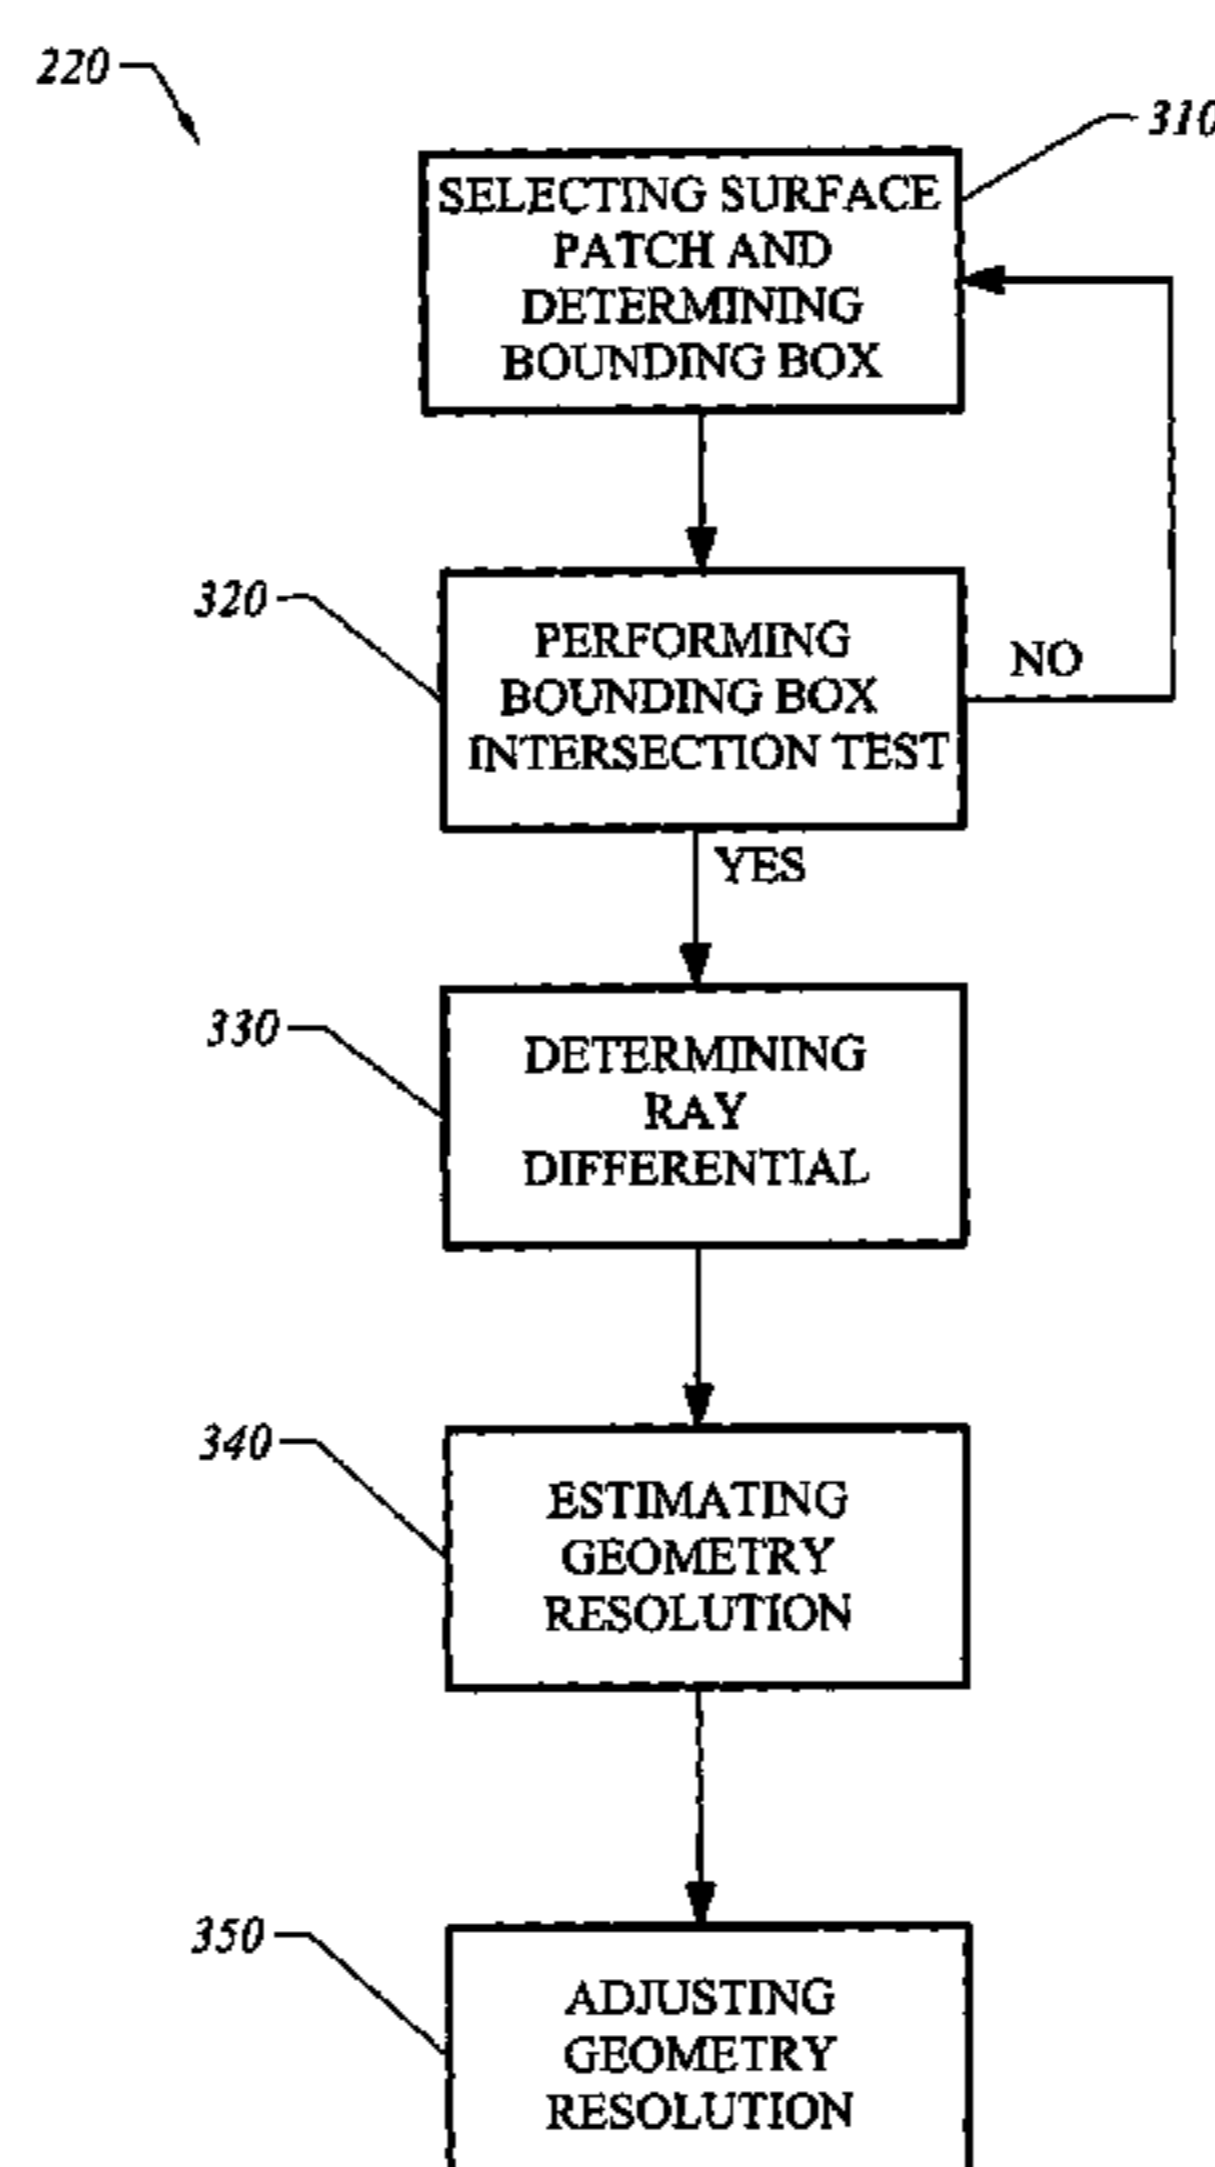 220
310
SELECTING SURFACE
PATCH AND
DETERMINING
BOUNDING BOX
320
PERFORMING
BOUNDING BOX
INTERSECTION TEST
NO
YES
330
DETERMINING
RAY
DIFFERENTIAL
340
ESTIMATING
GEOMETRY
RESOLUTION
350
ADJUSTING
GEOMETRY
RESOLUTION